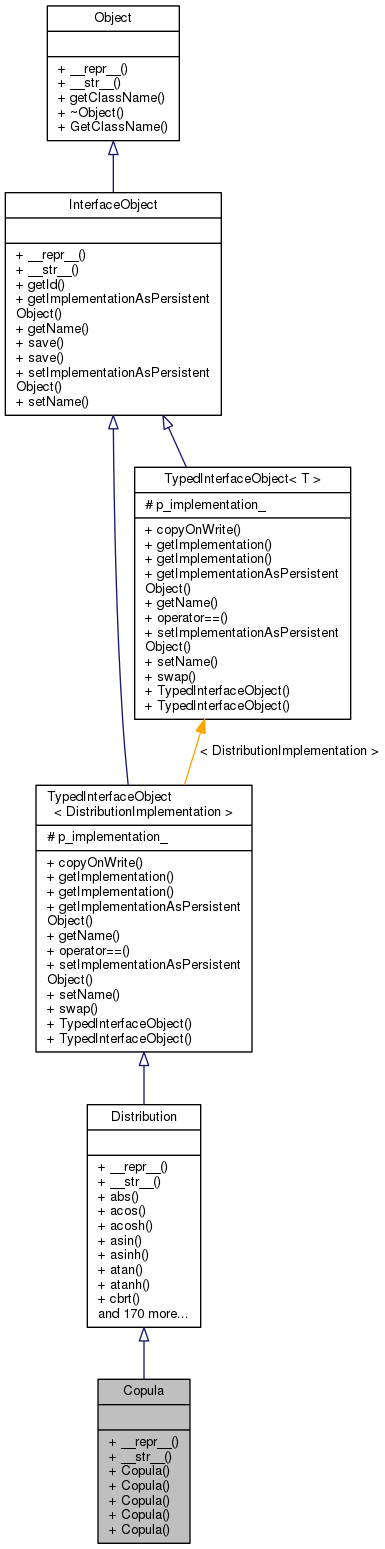 Object
+ __repr__()
+ __str__()
+ getClassName()
+ ~Object()
+ GetClassName()
InterfaceObject
+ __repr__()
+ __str__()
+ getId()
+ getImplementationAsPersistent
Object()
+ getName()
+ save()
+ save()
+ setImplementationAsPersistent
Object()
+ setName()
TypedInterfaceObject< T >
# p_implementation_
+ copyOnWrite()
+ getImplementation()
+ getImplementation()
+ getImplementationAsPersistent
Object()
+ getName()
+ operator==()
+ setImplementationAsPersistent
Object()
+ setName()
+ swap()
+ TypedInterfaceObject()
+ TypedInterfaceObject()
< DistributionImplementation >
TypedInterfaceObject
< DistributionImplementation >
# p_implementation_
+ copyOnWrite()
+ getImplementation()
+ getImplementation()
+ getImplementationAsPersistent
Object()
+ getName()
+ operator==()
+ setImplementationAsPersistent
Object()
+ setName()
+ swap()
+ TypedInterfaceObject()
+ TypedInterfaceObject()
Distribution
+ __repr__()
+ __str__()
+ abs()
+ acos()
+ acosh()
+ asin()
+ asinh()
+ atan()
+ atanh()
+ cbrt()
and 170 more...
Copula
+ __repr__()
+ __str__()
+ Copula()
+ Copula()
+ Copula()
+ Copula()
+ Copula()